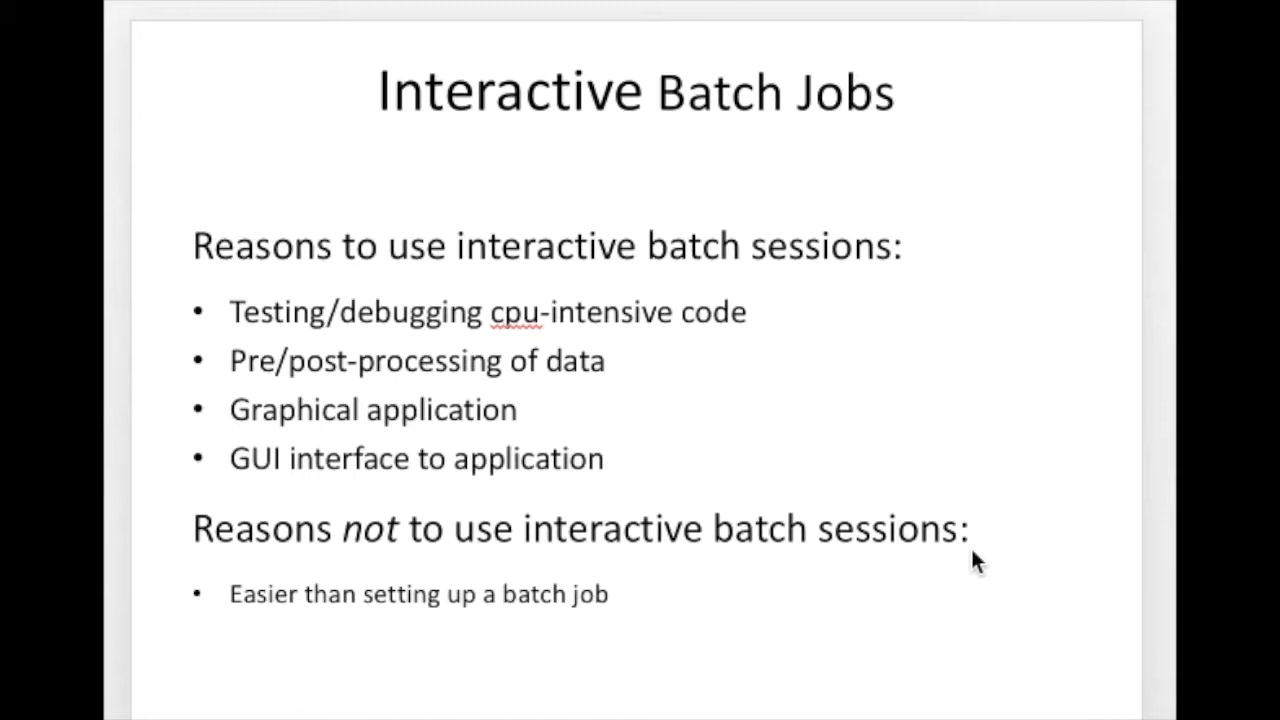 Interactive Batch Jobs
Reasons to use interactive batch sessions:
• Testing/debugging cpu-intensive code
• Pre/post-processing of data
• Graphical application
• GUI interface to application
Reasons not to use interactive batch sessions:
• Easier than setting up a batch job